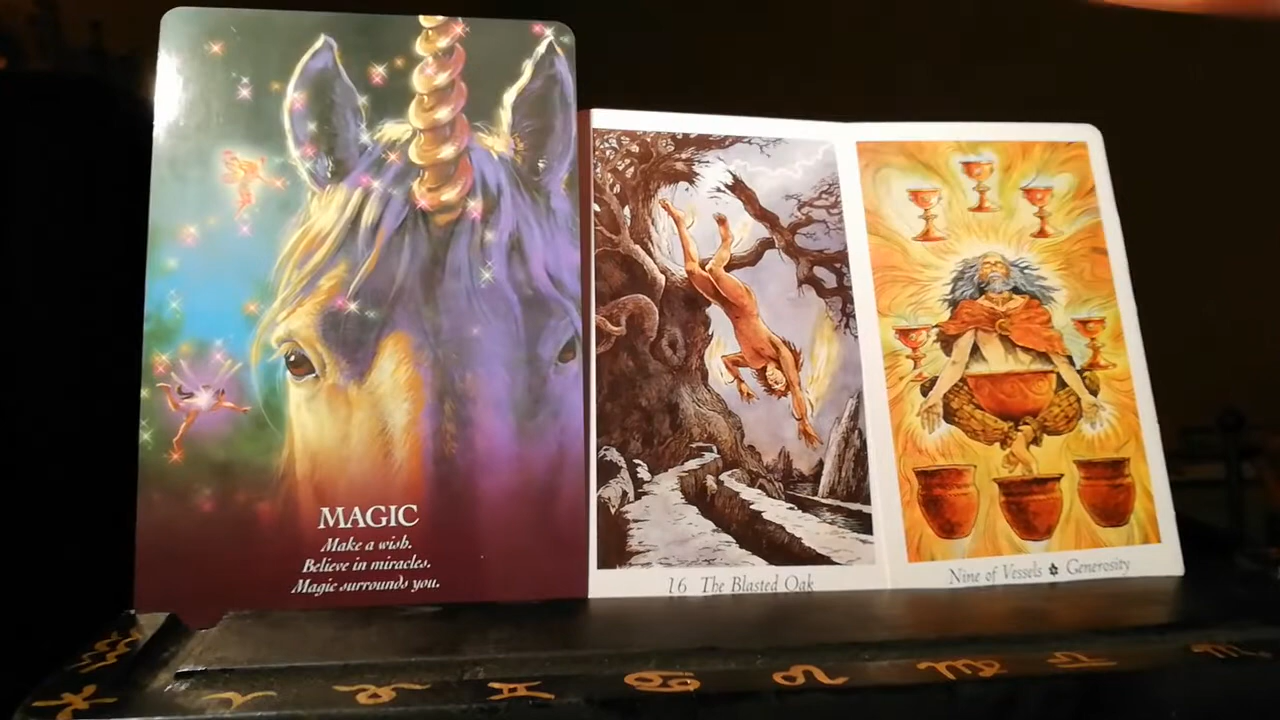 MAGIC
Make a wish.
Believe in miracles.
Magic surrounds you.
16 The Blasted Oak
Nine of Vessels ✶ Generosity
♓ ♒ ♈ ♉ ♊ ♋ ♌ ♍ ♎ ♏